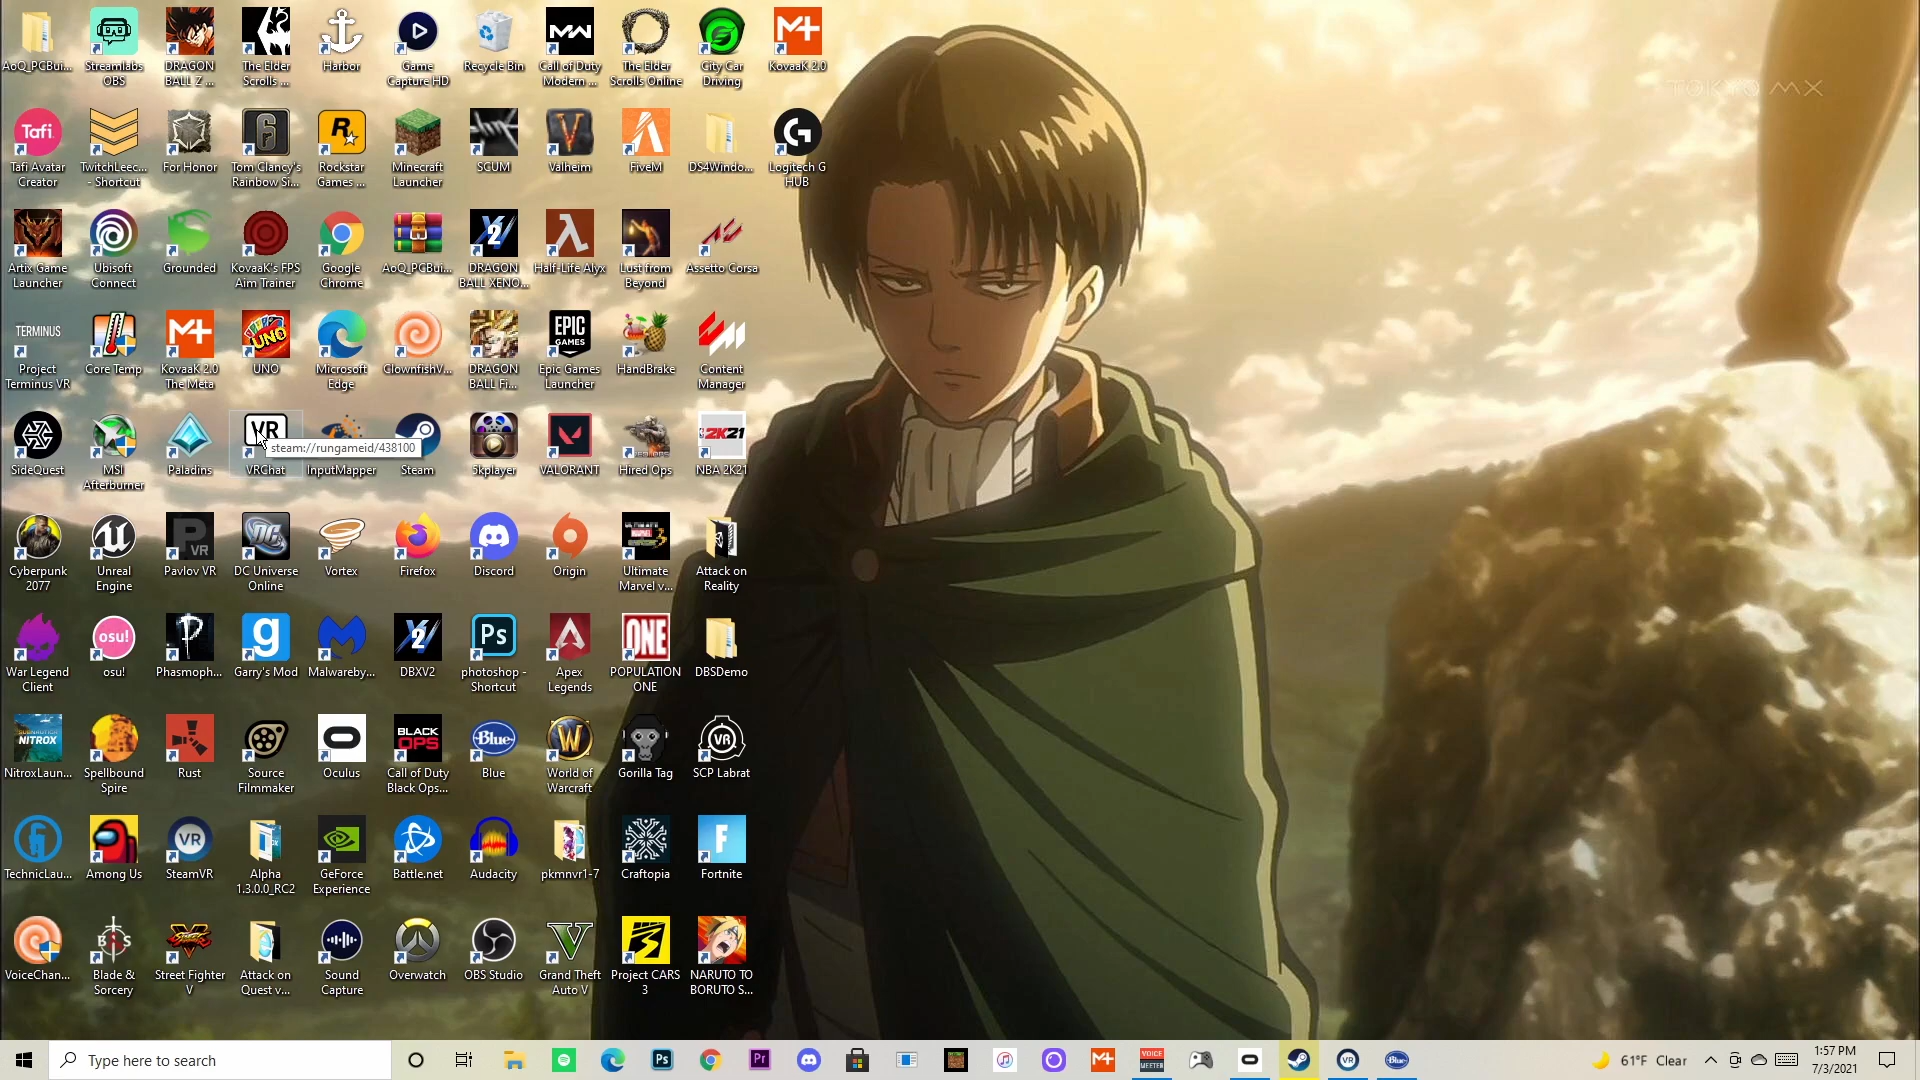 AoQ_PCBui...
Streamlabs
OBS
DRAGON
BALL Z ...
The Elder
Scrolls ...
Harbor
Game
Capture HD
Recycle Bin
Call of Duty
Modern ...
The Elder
Scrolls Online
City Car
Driving
KovaaK 2.0
TOKYO MX
Tafi Avatar
Creator
TwitchLeec...
- Shortcut
For Honor
Tom Clancy's
Rainbow Si...
Rockstar
Games ...
Minecraft
Launcher
SCUM
Valheim
FiveM
DS4Windo...
Logitech G
HUB
Artix Game
Launcher
Ubisoft
Connect
Grounded
KovaaK's FPS
Aim Trainer
Google
Chrome
AoQ_PCBui...
DRAGON
BALL XENO...
Half-Life Alyx
Lust from
Beyond
Assetto Corsa
TERMINUS
Project
Terminus VR
Core Temp
KovaaK 2.0
The Meta
UNO
Microsoft
Edge
ClownfishV...
DRAGON
BALL Fi...
EPIC
GAMES
Epic Games
Launcher
HandBrake
Content
Manager
SideQuest
MSI
Afterburner
Paladins
VR
VRChat
steam://rungameid/438100
InputMapper
Steam
5kplayer
VALORANT
Hired Ops
2K21
NBA 2K21
Cyberpunk
2077
Unreal
Engine
Pavlov VR
DC Universe
Online
Vortex
Firefox
Discord
Origin
Ultimate
Marvel v...
Attack on
Reality
War Legend
Client
osu!
osu!
Phasmoph...
Garry's Mod
Malwareby...
DBXV2
Ps
photoshop -
Shortcut
Apex
Legends
ONE
POPULATION
ONE
DBSDemo
NITROX
NitroxLaun...
Spellbound
Spire
Rust
Source
Filmmaker
Oculus
BLACK
OPS
Call of Duty
Black Ops...
Blue
Blue
World of
Warcraft
Gorilla Tag
VR
SCP Labrat
TechnicLau...
Among Us
VR
SteamVR
Alpha
1.3.0.0_RC2
GeForce
Experience
Battle.net
Audacity
pkmnvr1-7
Craftopia
Fortnite
VoiceChan...
Blade &
Sorcery
Street Fighter
V
Attack on
Quest v...
Sound
Capture
Overwatch
OBS Studio
Grand Theft
Auto V
Project CARS
3
NARUTO TO
BORUTO S...
Type here to search
Ps
Pr
VOICE
MEETER
VR
Blue
61°F Clear
1:57 PM
7/3/2021